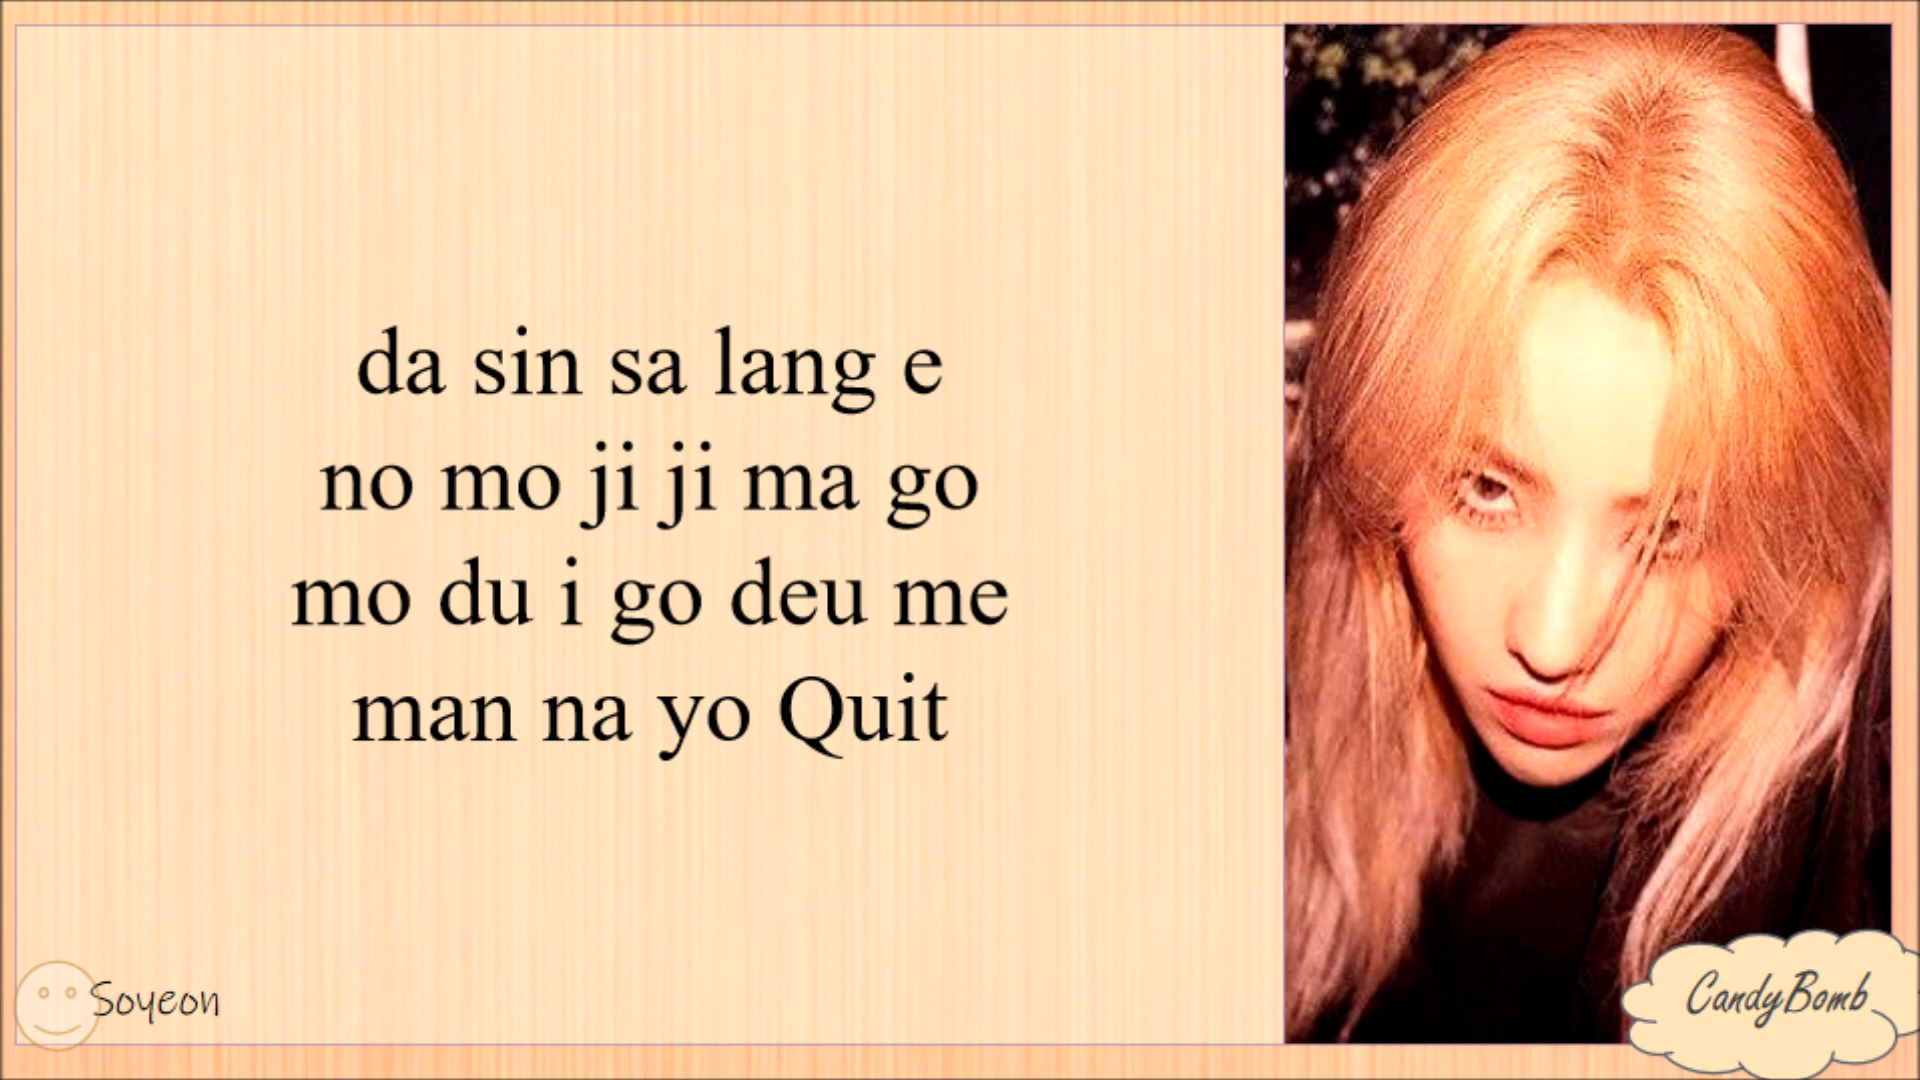 da sin sa lang e
no mo ji ji ma go
mo du i go deu me
man na yo Quit
Soyeon
CandyBomb